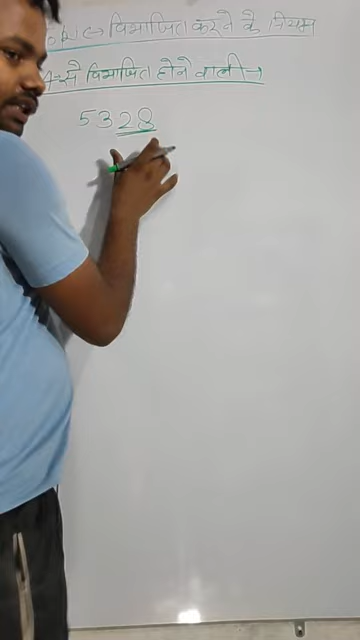 विभाजित करने के नियम
4 से विभाजित होने वाली →
5328